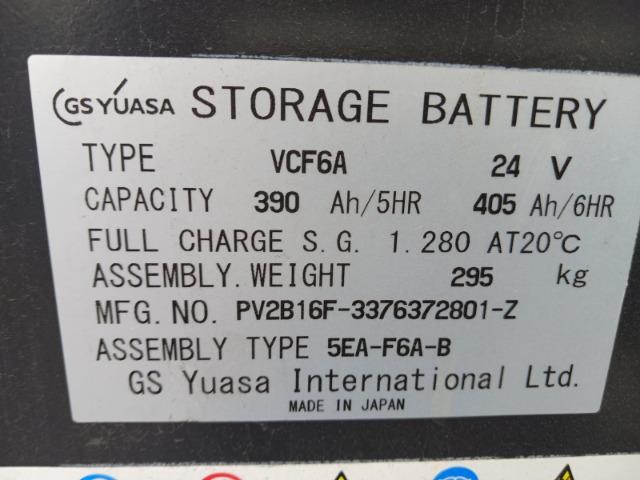 GS YUASA STORAGE BATTERY
TYPE VCF6A 24 V
CAPACITY 390 Ah/5HR 405 Ah/6HR
FULL CHARGE S.G. 1.280 AT20℃
ASSEMBLY.WEIGHT 295 kg
MFG.NO. PV2B16F-3376372801-Z
ASSEMBLY TYPE 5EA-F6A-B
GS Yuasa International Ltd.
MADE IN JAPAN